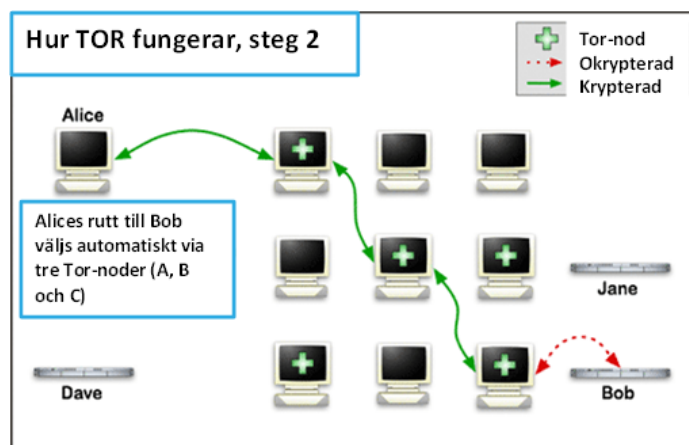 Hur TOR fungerar, steg 2
Tor-nod
Okrypterad
Krypterad
Alice
Alices rutt till Bob
väljs automatiskt via
tre Tor-noder (A, B
och C)
Jane
Dave
Bob